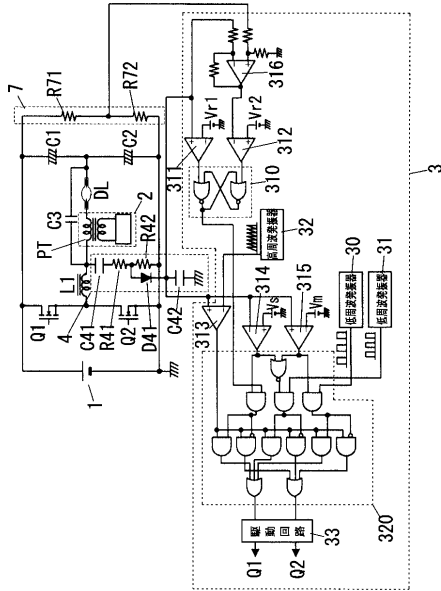 7
R71
R72
C1
C2
DL
C3
2
PT
L1
R42
Q1
4
C41
R41
Q2
D41
C42
1
316
Vr1
Vr2
311
312
310
高周波発振器
32
3
313
314
Vs
315
Vm
30
低周波発振器
31
低周波発振器
320
駆動回路
33
Q1
Q2